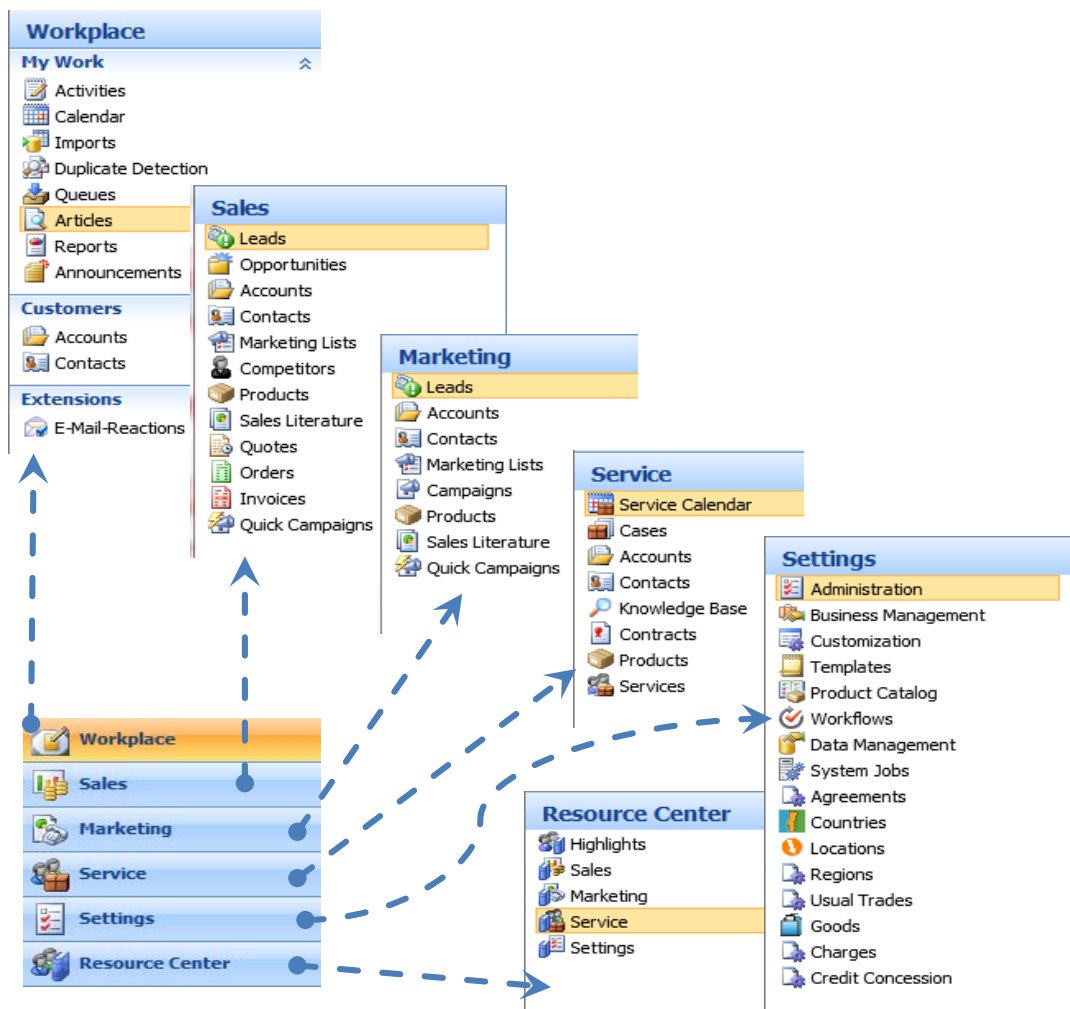 Workplace
My Work
Activities
Calendar
Imports
Duplicate Detection
Queues
Articles
Reports
Announcements
Customers
Accounts
Contacts
Extensions
E-Mail-Reactions
Sales
Leads
Opportunities
Accounts
Contacts
Marketing Lists
Competitors
Products
Sales Literature
Quotes
Orders
Invoices
Quick Campaigns
Marketing
Leads
Accounts
Contacts
Marketing Lists
Campaigns
Products
Sales Literature
Quick Campaigns
Service
Service Calendar
Cases
Accounts
Contacts
Knowledge Base
Contracts
Products
Services
Settings
Administration
Business Management
Customization
Templates
Product Catalog
Workflows
Data Management
System Jobs
Agreements
Countries
Locations
Regions
Usual Trades
Goods
Charges
Credit Concession
Workplace
Sales
Marketing
Service
Settings
Resource Center
Resource Center
Highlights
Sales
Marketing
Service
Settings